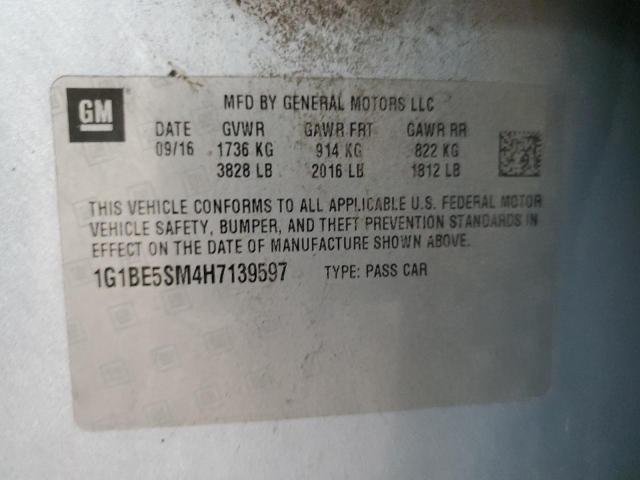 GM
MFD BY GENERAL MOTORS LLC
DATE GVWR GAWR FRT GAWR RR
09/16 1736 KG 914 KG 822 KG
3828 LB 2016 LB 1812 LB
THIS VEHICLE CONFORMS TO ALL APPLICABLE U.S. FEDERAL MOTOR
VEHICLE SAFETY, BUMPER, AND THEFT PREVENTION STANDARDS IN
EFFECT ON THE DATE OF MANUFACTURE SHOWN ABOVE.
1G1BE5SM4H7139597 TYPE: PASS CAR